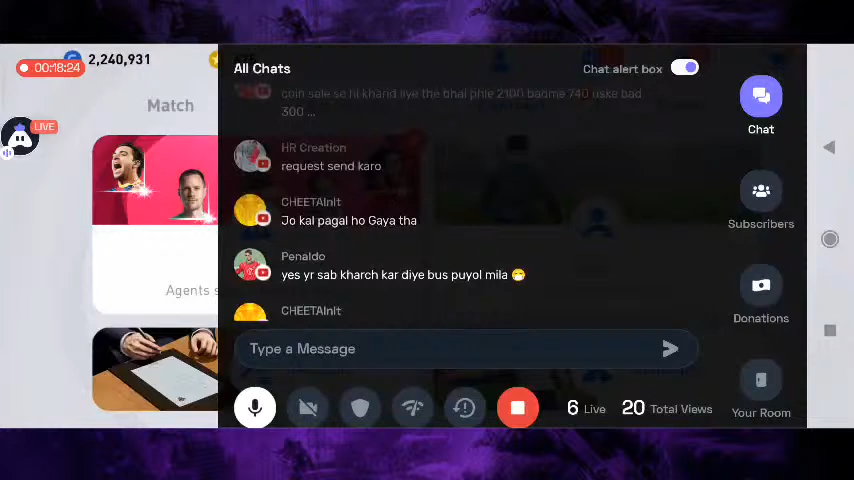 2,240,931
00:18:24
LIVE
Match
Agents s
All Chats
Chat alert box
coin sale se hi kharid liye the bhai phle 2100 bad me 740 uske bad
300 ...
HR Creation
request send karo
CHEETAInIt
Jo kal pagal ho Gaya tha
Penaldo
yes yr sab kharch kar diye bus puyol mila 😁
CHEETAInIt
Type a Message
6 Live 20 Total Views
Chat
Subscribers
Donations
Your Room